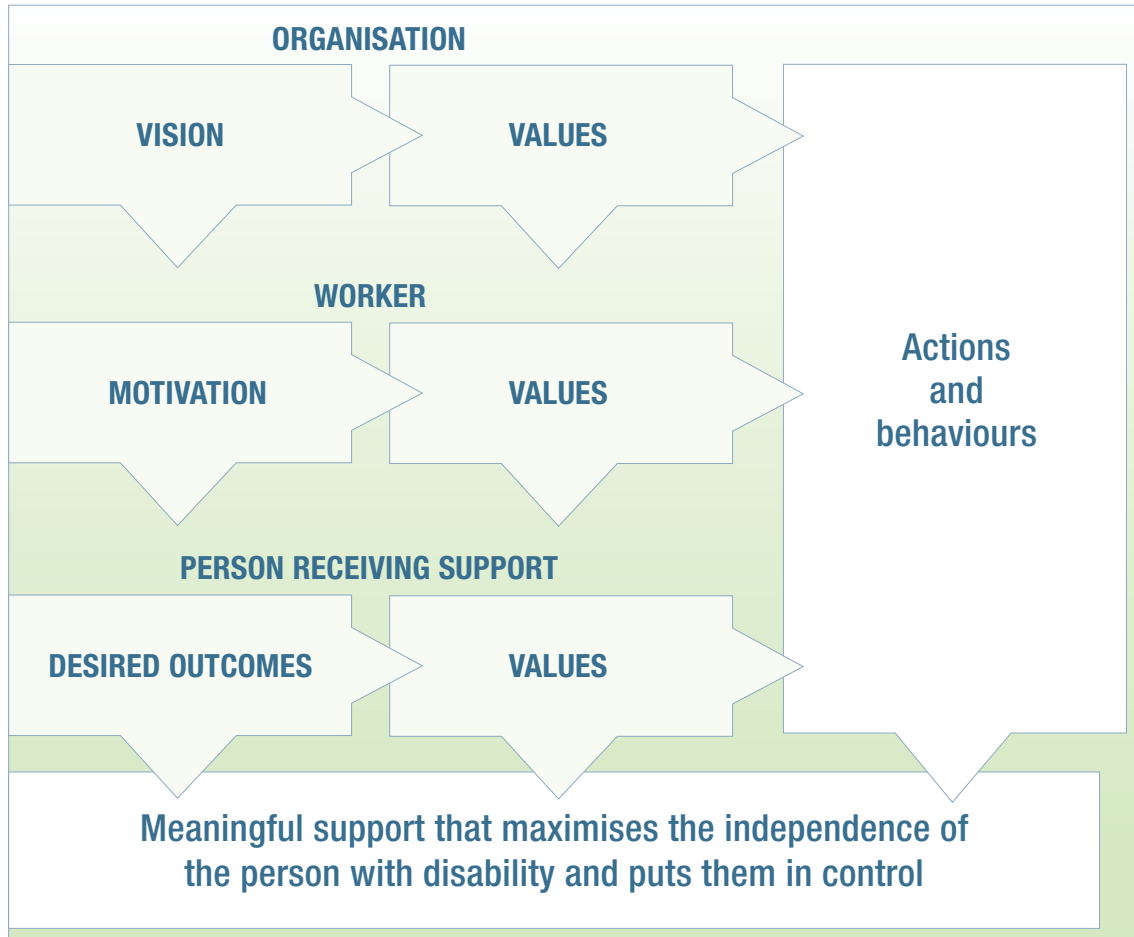 ORGANISATION
VISION
VALUES
WORKER
MOTIVATION
VALUES
Actions
and
behaviours
PERSON RECEIVING SUPPORT
DESIRED OUTCOMES
VALUES
Meaningful support that maximises the independence of
the person with disability and puts them in control